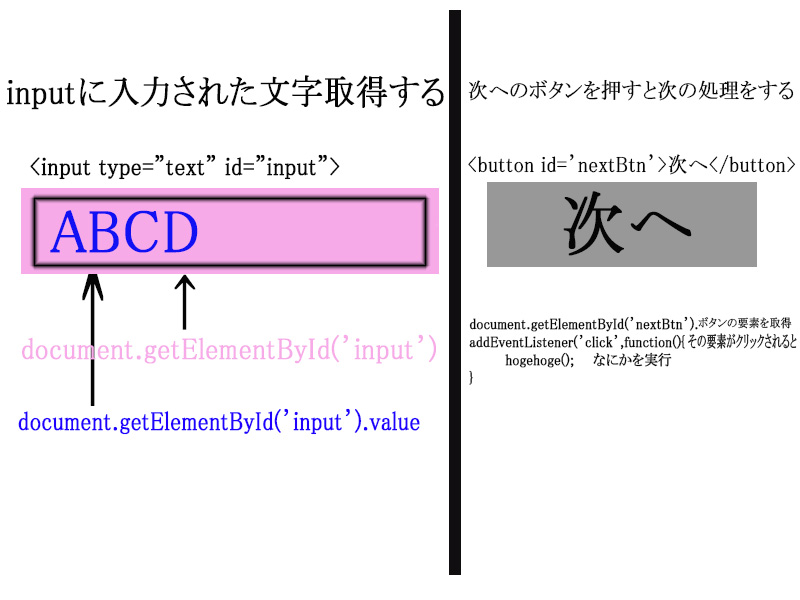 inputに入力された文字取得する
<input type=”text” id=”input”>
ABCD
document.getElementById('input')
document.getElementById('input').value
次へのボタンを押すと次の処理をする
<button id='nextBtn'>次へ</button>
次へ
document.getElementById('nextBtn').ボタンの要素を取得
addEventListener('click',function(){その要素がクリックされると
hogehoge(); なにかを実行
}